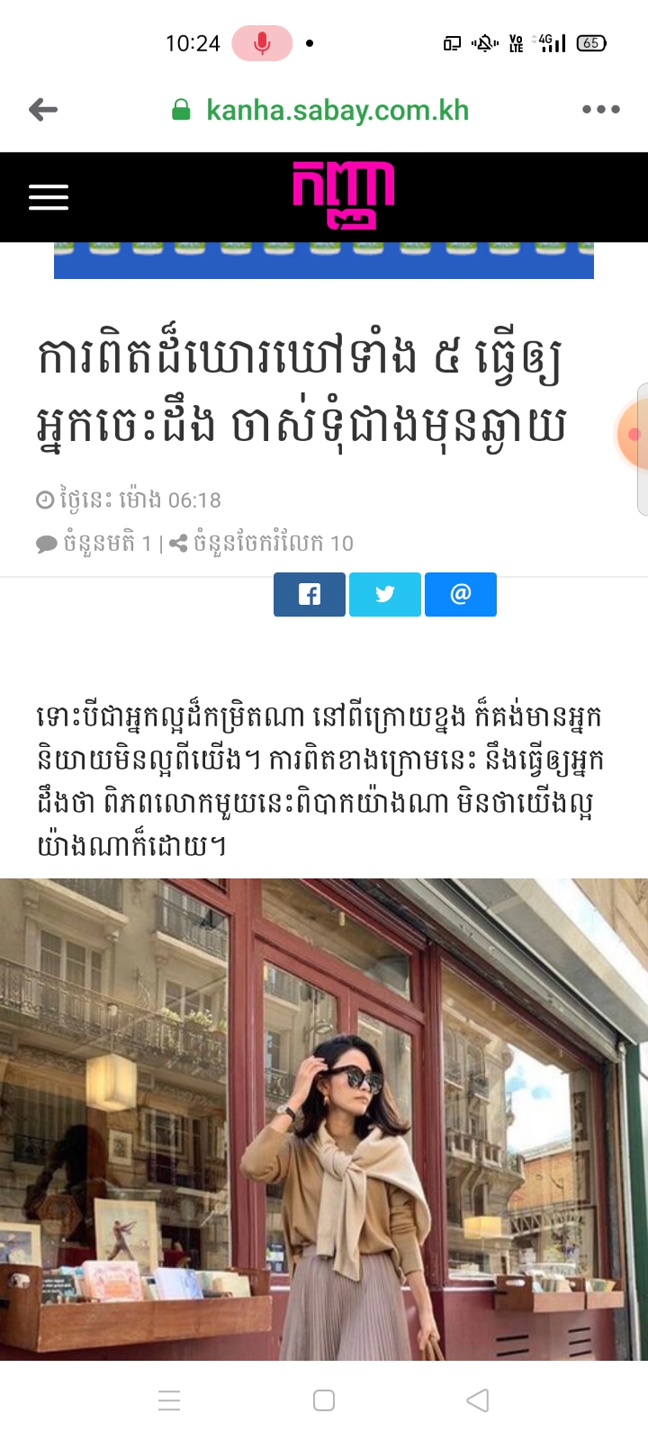 10:24
Vo
LTE
4G
65
kanha.sabay.com.kh
កញ្ញា
ការពិតដ៏ឃោរឃៅទាំង ៥ ធ្វើឲ្យ
អ្នកចេះដឹង ចាស់ទុំជាងមុនឆ្ងាយ
ថ្ងៃនេះ ម៉ោង 06:18
ចំនួនមតិ 1 | ចំនួនចែករំលែក 10
ទោះបីជាអ្នកល្អដ៏កម្រិតណា នៅពីក្រោយខ្នង ក៏គង់មានអ្នក
និយាយមិនល្អពីយើង។ ការពិតខាងក្រោមនេះ នឹងធ្វើឲ្យអ្នក
ដឹងថា ពិភពលោកមួយនេះពិបាកយ៉ាងណា មិនថាយើងល្អ
យ៉ាងណាក៏ដោយ។